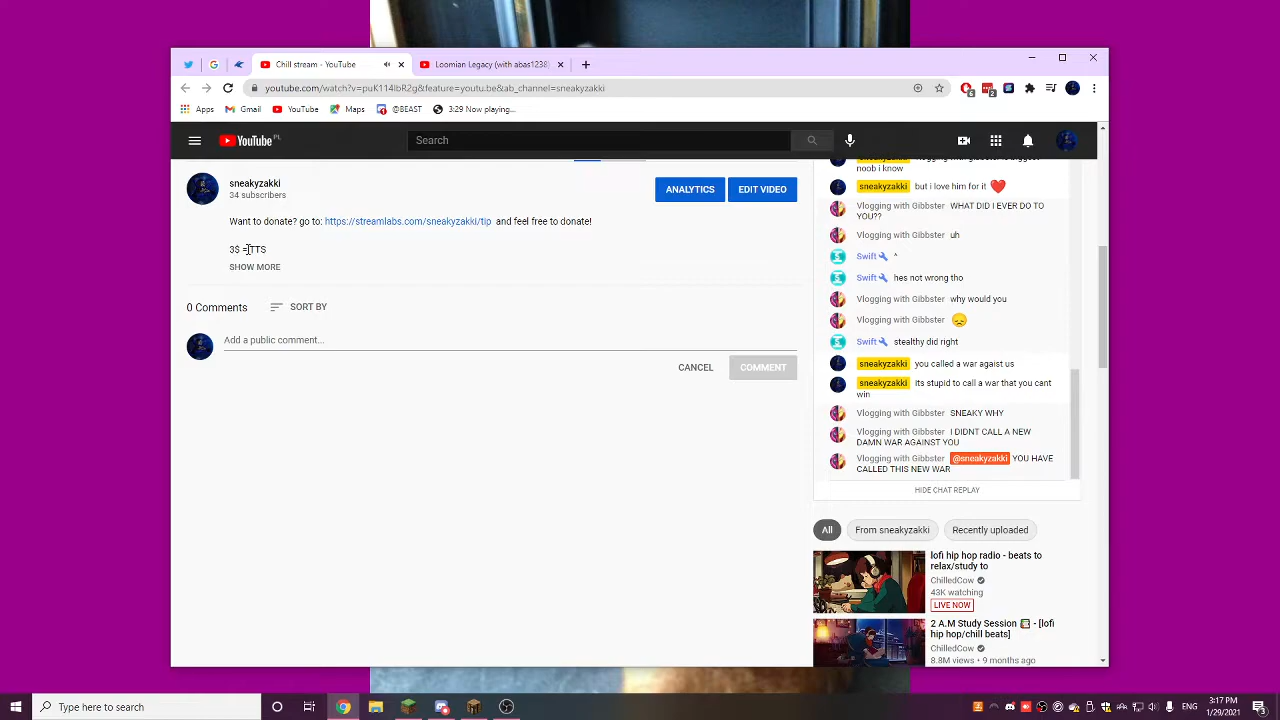 Chill stream - YouTube
Loomian Legacy (with abas1238)
youtube.com/watch?v=puK114lbR2g&feature=youtu.be&ab_channel=sneakyzakki
Apps
Gmail
YouTube
Maps
@BEAST
3:29 Now playing...
YouTube PL
Search
sneakyzakki
34 subscribers
ANALYTICS
EDIT VIDEO
Want to donate? go to: https://streamlabs.com/sneakyzakki/tip and feel free to donate!
3$ = TTS
SHOW MORE
0 Comments
SORT BY
Add a public comment...
CANCEL
COMMENT
noob i know
sneakyzakki but i love him for it
Vlogging with Gibbster WHAT DID I EVER DO TO
YOU??
Vlogging with Gibbster uh
Swift ^
Swift hes not wrong tho
Vlogging with Gibbster why would you
Vlogging with Gibbster
Swift stealthy did right
sneakyzakki you called a war agaist us
sneakyzakki its stupid to call a war that you cant
win
Vlogging with Gibbster SNEAKY WHY
Vlogging with Gibbster I DIDNT CALL A NEW
DAMN WAR AGAINST YOU
Vlogging with Gibbster @sneakyzakki YOU HAVE
CALLED THIS NEW WAR
HIDE CHAT REPLAY
All
From sneakyzakki
Recently uploaded
lofi hip hop radio - beats to
relax/study to
ChilledCow
43K watching
LIVE NOW
2 A.M Study Session - [lofi
hip hop/chill beats]
ChilledCow
8.8M views • 9 months ago
Type here to search
3:17 PM
1/29/2021